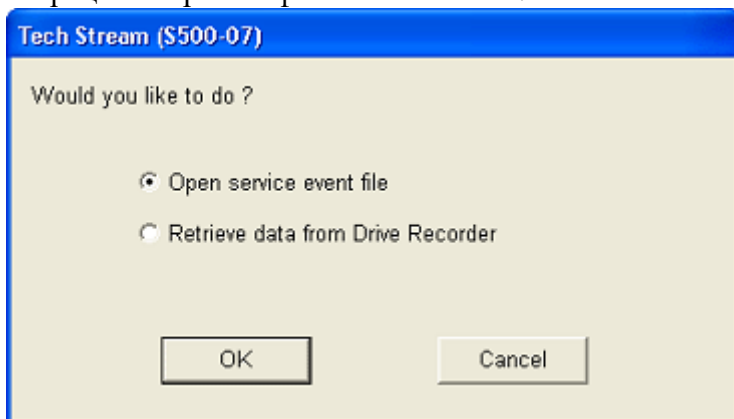 Tech Stream (S500-07)
Would you like to do ?
Open service event file
Retrieve data from Drive Recorder
OK
Cancel